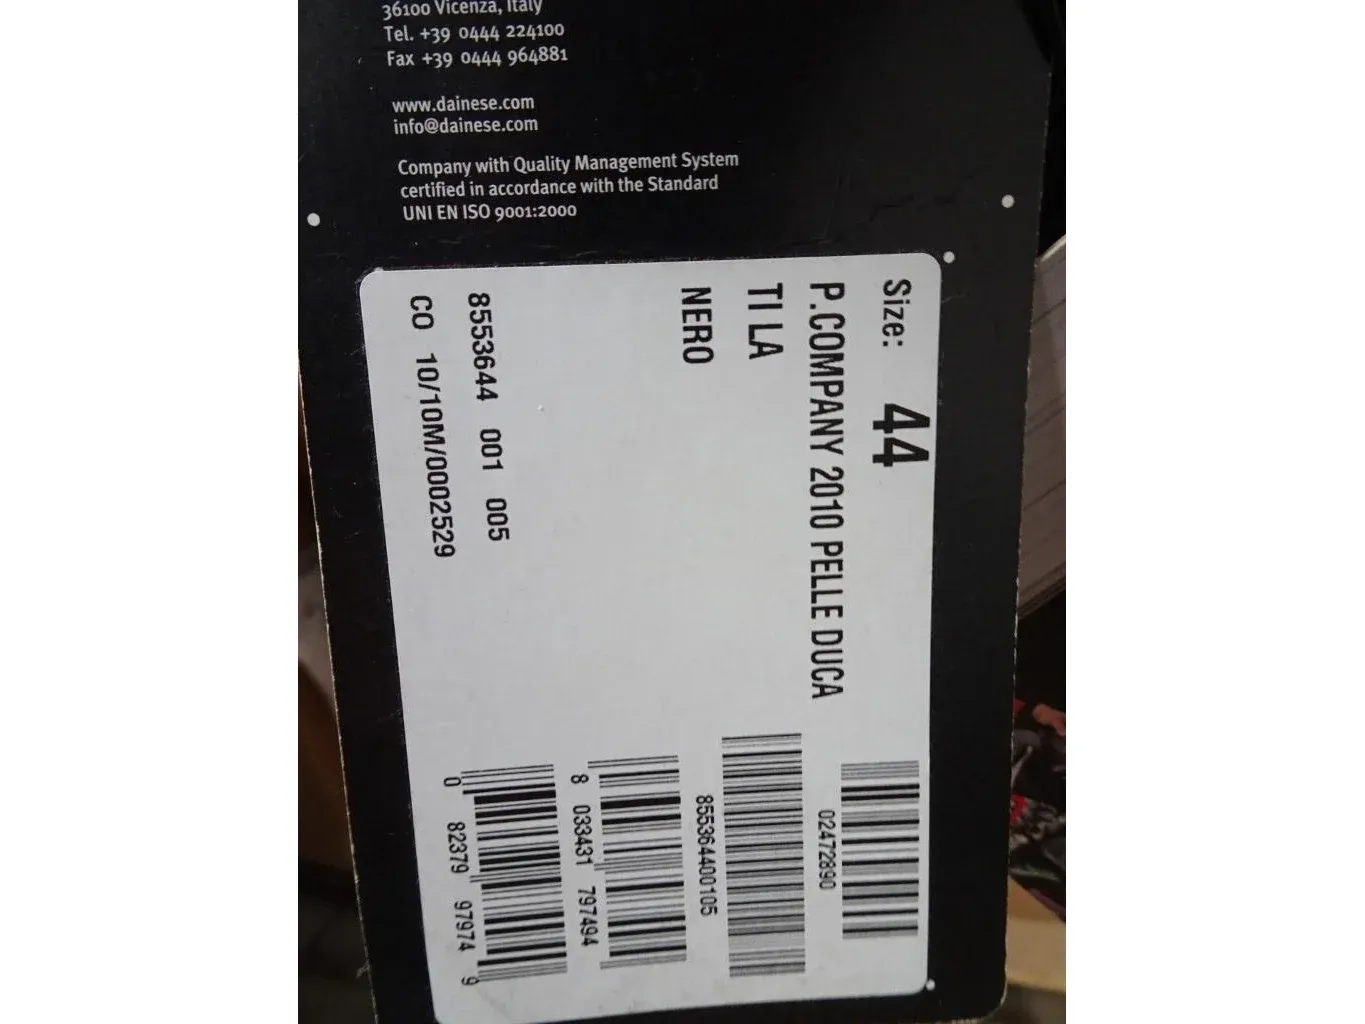 36100 Vicenza, Italy
Tel. +39 0444 224100
Fax +39 0444 964881
www.dainese.com
info@dainese.com
Company with Quality Management System
certified in accordance with the Standard
UNI EN ISO 9001:2000
Size: 44
P.COMPANY 2010 PELLE DUCA
TI LA
NERO
8553644 001 005
CO 10/10M/0002529
02472890
855364400105
8 033431 797494
0 82379 97974 9